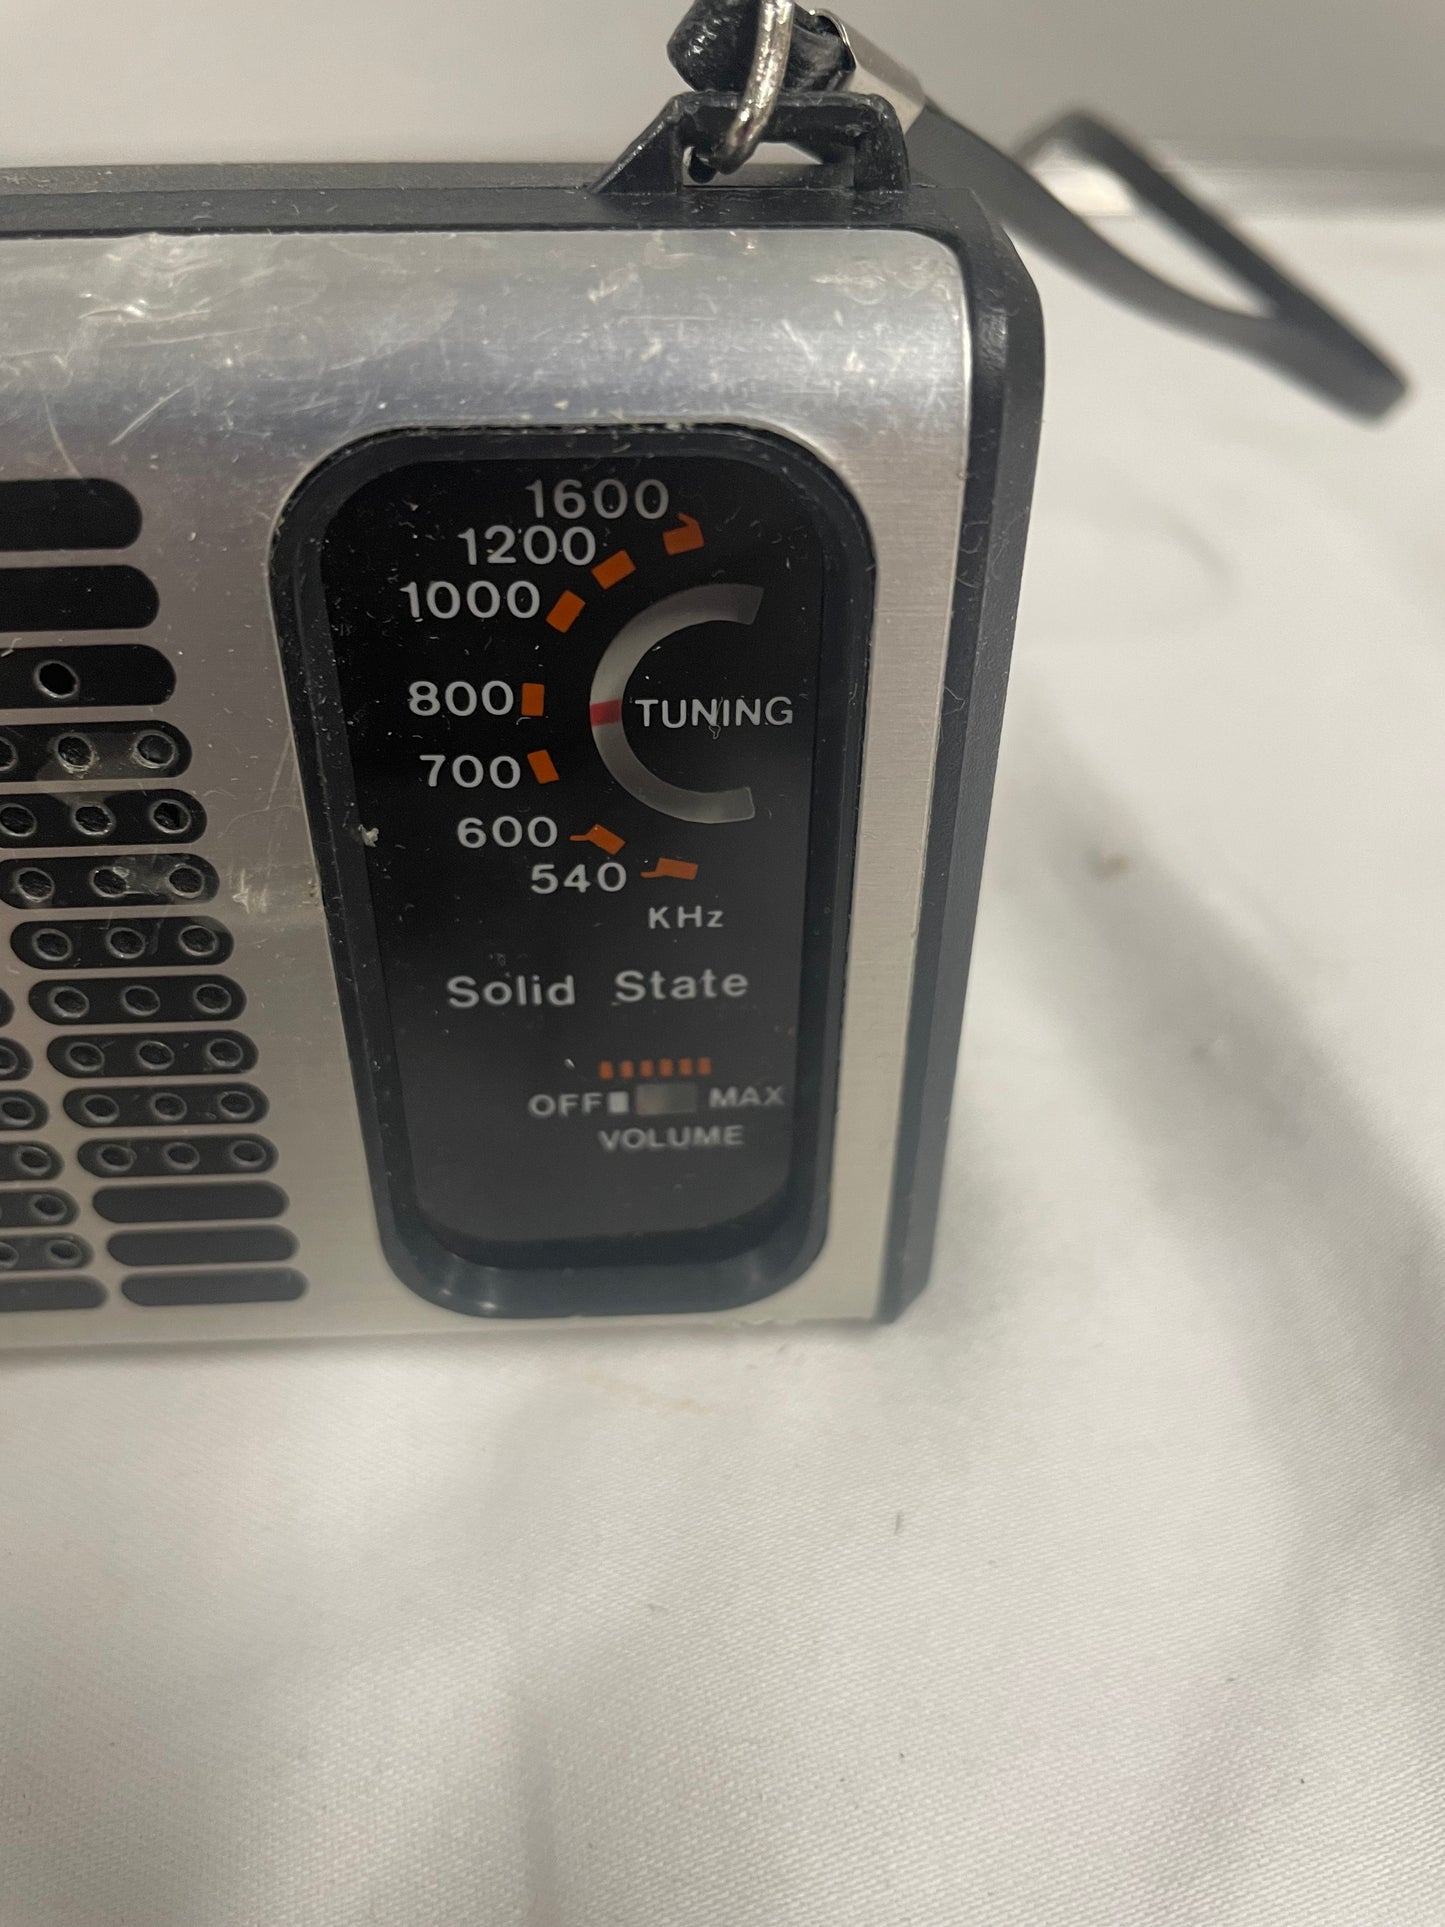 1600
1200
1000
800
TUNING
700
600
540
KHz
Solid State
OFF MAX
VOLUME